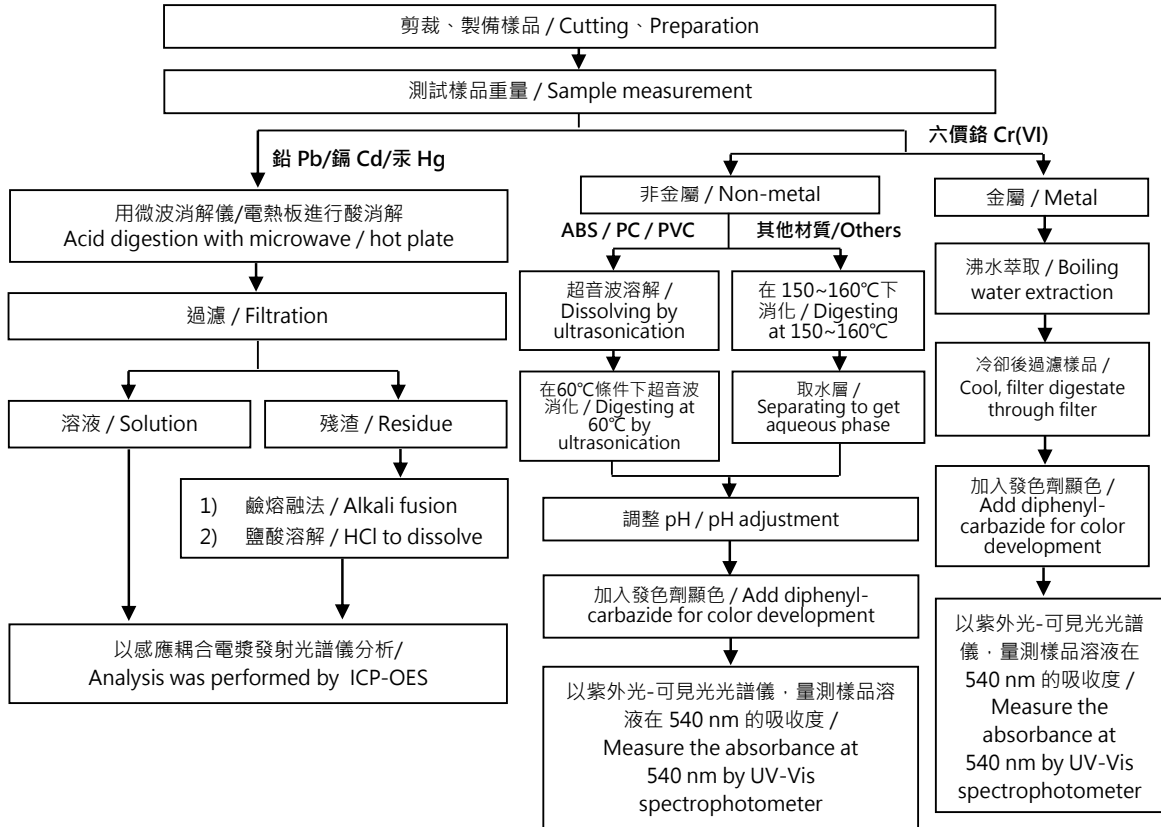 剪裁、製備樣品 / Cutting、Preparation
測試樣品重量 / Sample measurement
鉛 Pb/鎘 Cd/汞 Hg
六價鉻 Cr(VI)
用微波消解儀/電熱板進行酸消解
Acid digestion with microwave / hot plate
過濾 / Filtration
溶液 / Solution
殘渣 / Residue
1) 鹼熔融法 / Alkali fusion
2) 鹽酸溶解 / HCl to dissolve
以感應耦合電漿發射光譜儀分析/
Analysis was performed by ICP-OES
非金屬 / Non-metal
ABS / PC / PVC
其他材質/Others
超音波溶解 /
Dissolving by
ultrasonication
在60℃條件下超音波
消化 / Digesting at
60℃ by
ultrasonication
在 150~160℃下
消化 / Digesting
at 150~160℃
取水層 /
Separating to get
aqueous phase
調整 pH / pH adjustment
加入發色劑顯色 / Add diphenyl-
carbazide for color development
以紫外光-可見光光譜儀，量測樣品溶
液在 540 nm 的吸收度 /
Measure the absorbance at
540 nm by UV-Vis
spectrophotometer
金屬 / Metal
沸水萃取 / Boiling
water extraction
冷卻後過濾樣品 /
Cool, filter digestate
through filter
加入發色劑顯色 /
Add diphenyl-
carbazide for color
development
以紫外光-可見光光譜
儀，量測樣品溶液在
540 nm 的吸收度 /
Measure the
absorbance at
540 nm by UV-Vis
spectrophotometer